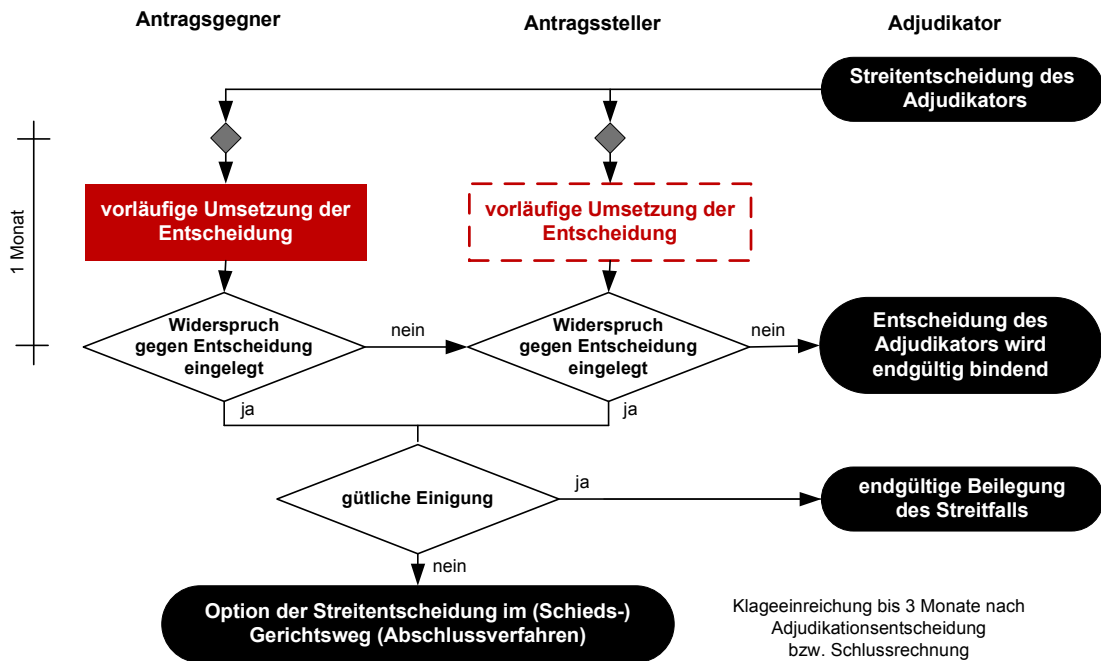 Antragsgegner
Antragssteller
Adjudikator
Streitentscheidung des
Adjudikators
1 Monat
vorläufige Umsetzung der
Entscheidung
vorläufige Umsetzung der
Entscheidung
Widerspruch
gegen Entscheidung
eingelegt
nein
Widerspruch
gegen Entscheidung
eingelegt
nein
Entscheidung des
Adjudikators wird
endgültig bindend
ja
ja
gütliche Einigung
ja
endgültige Beilegung
des Streitfalls
nein
Option der Streitentscheidung im (Schieds-)
Gerichtsweg (Abschlussverfahren)
Klageeinreichung bis 3 Monate nach
Adjudikationsentscheidung
bzw. Schlussrechnung